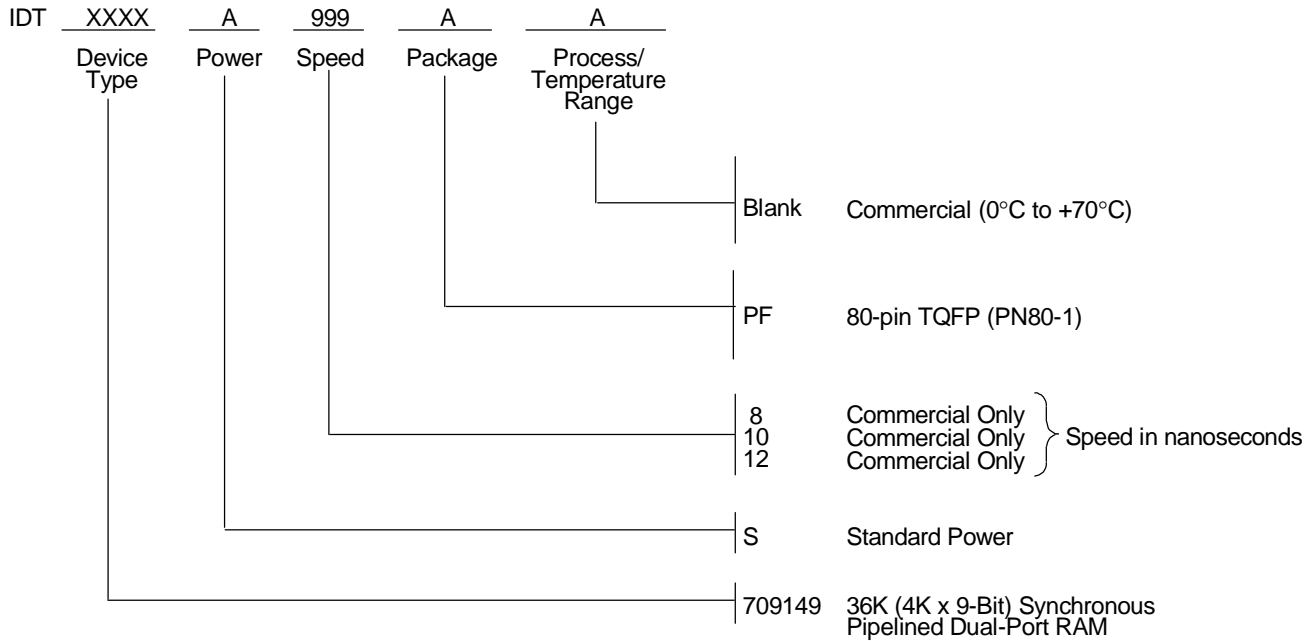 IDT XXXX A 999 A A
Device Type
Power
Speed
Package
Process/
Temperature
Range
Blank Commercial (0°C to +70°C)
PF 80-pin TQFP (PN80-1)
8 Commercial Only
10 Commercial Only
12 Commercial Only
Speed in nanoseconds
S Standard Power
709149 36K (4K x 9-Bit) Synchronous
Pipelined Dual-Port RAM